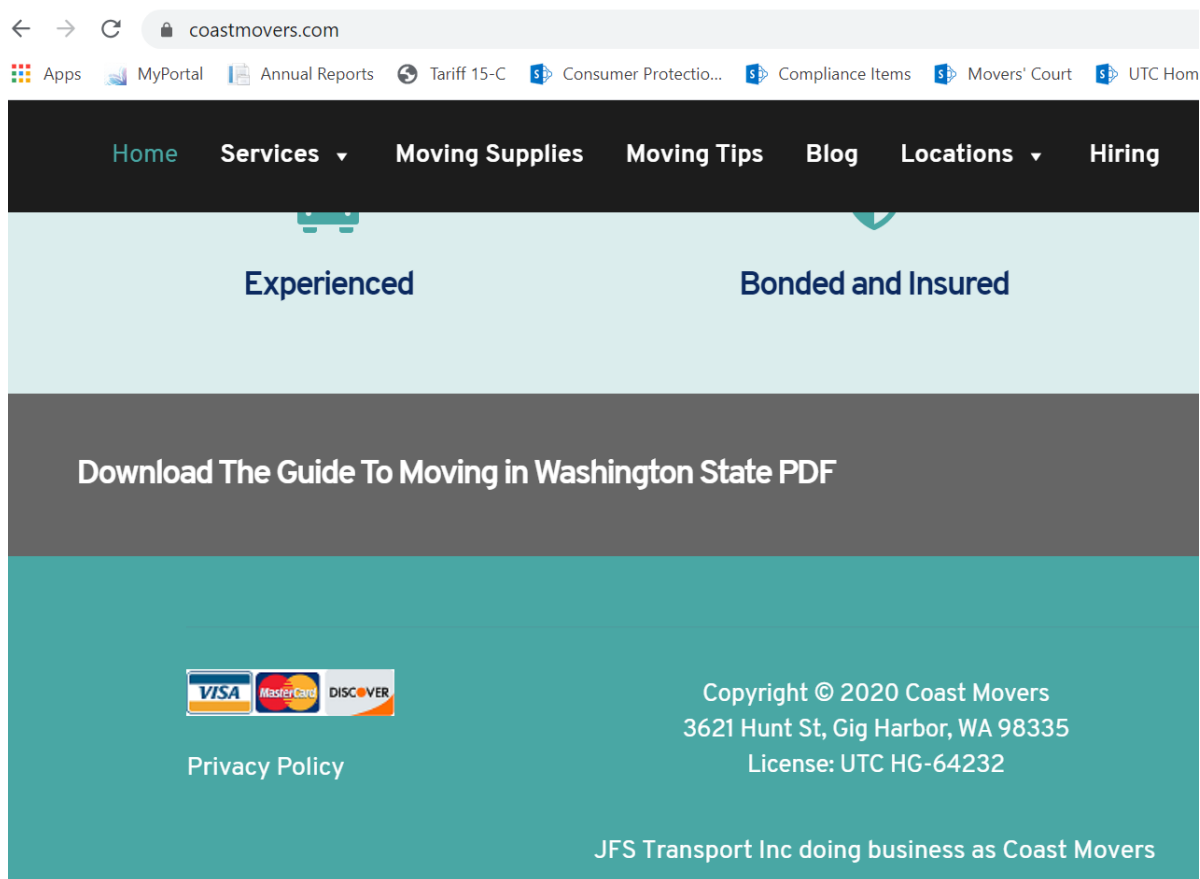 coastmovers.com
Apps MyPortal Annual Reports Tariff 15-C Consumer Protectio... Compliance Items Movers' Court UTC Hom
Home Services Moving Supplies Moving Tips Blog Locations Hiring
Experienced Bonded and Insured
Download The Guide To Moving in Washington State PDF
VISA MasterCard DISCOVER
Copyright © 2020 Coast Movers
3621 Hunt St, Gig Harbor, WA 98335
Privacy Policy
License: UTC HG-64232
JFS Transport Inc doing business as Coast Movers